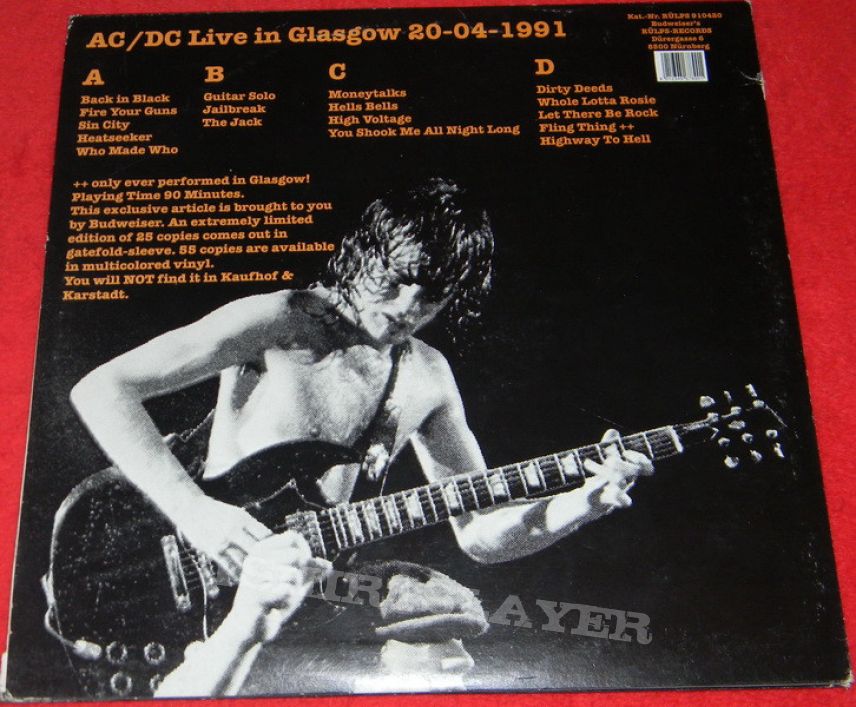 AC/DC Live in Glasgow 20-04-1991
Kat.-Nr. RÜLPS 910420
Budweiser's
RÜLPS-RECORDS
Dürergasse 6
8500 Nürnberg
A
Back in Black
Fire Your Guns
Sin City
Heatseeker
Who Made Who
B
Guitar Solo
Jailbreak
The Jack
C
Moneytalks
Hells Bells
High Voltage
You Shook Me All Night Long
D
Dirty Deeds
Whole Lotta Rosie
Let There Be Rock
Fling Thing ++
Highway To Hell
++ only ever performed in Glasgow!
Playing Time 90 Minutes.
This exclusive article is brought to you
by Budweiser. An extremely limited
edition of 25 copies comes out in
gatefold-sleeve. 55 copies are available
in multicolored vinyl.
You will NOT find it in Kaufhof &
Karstadt.